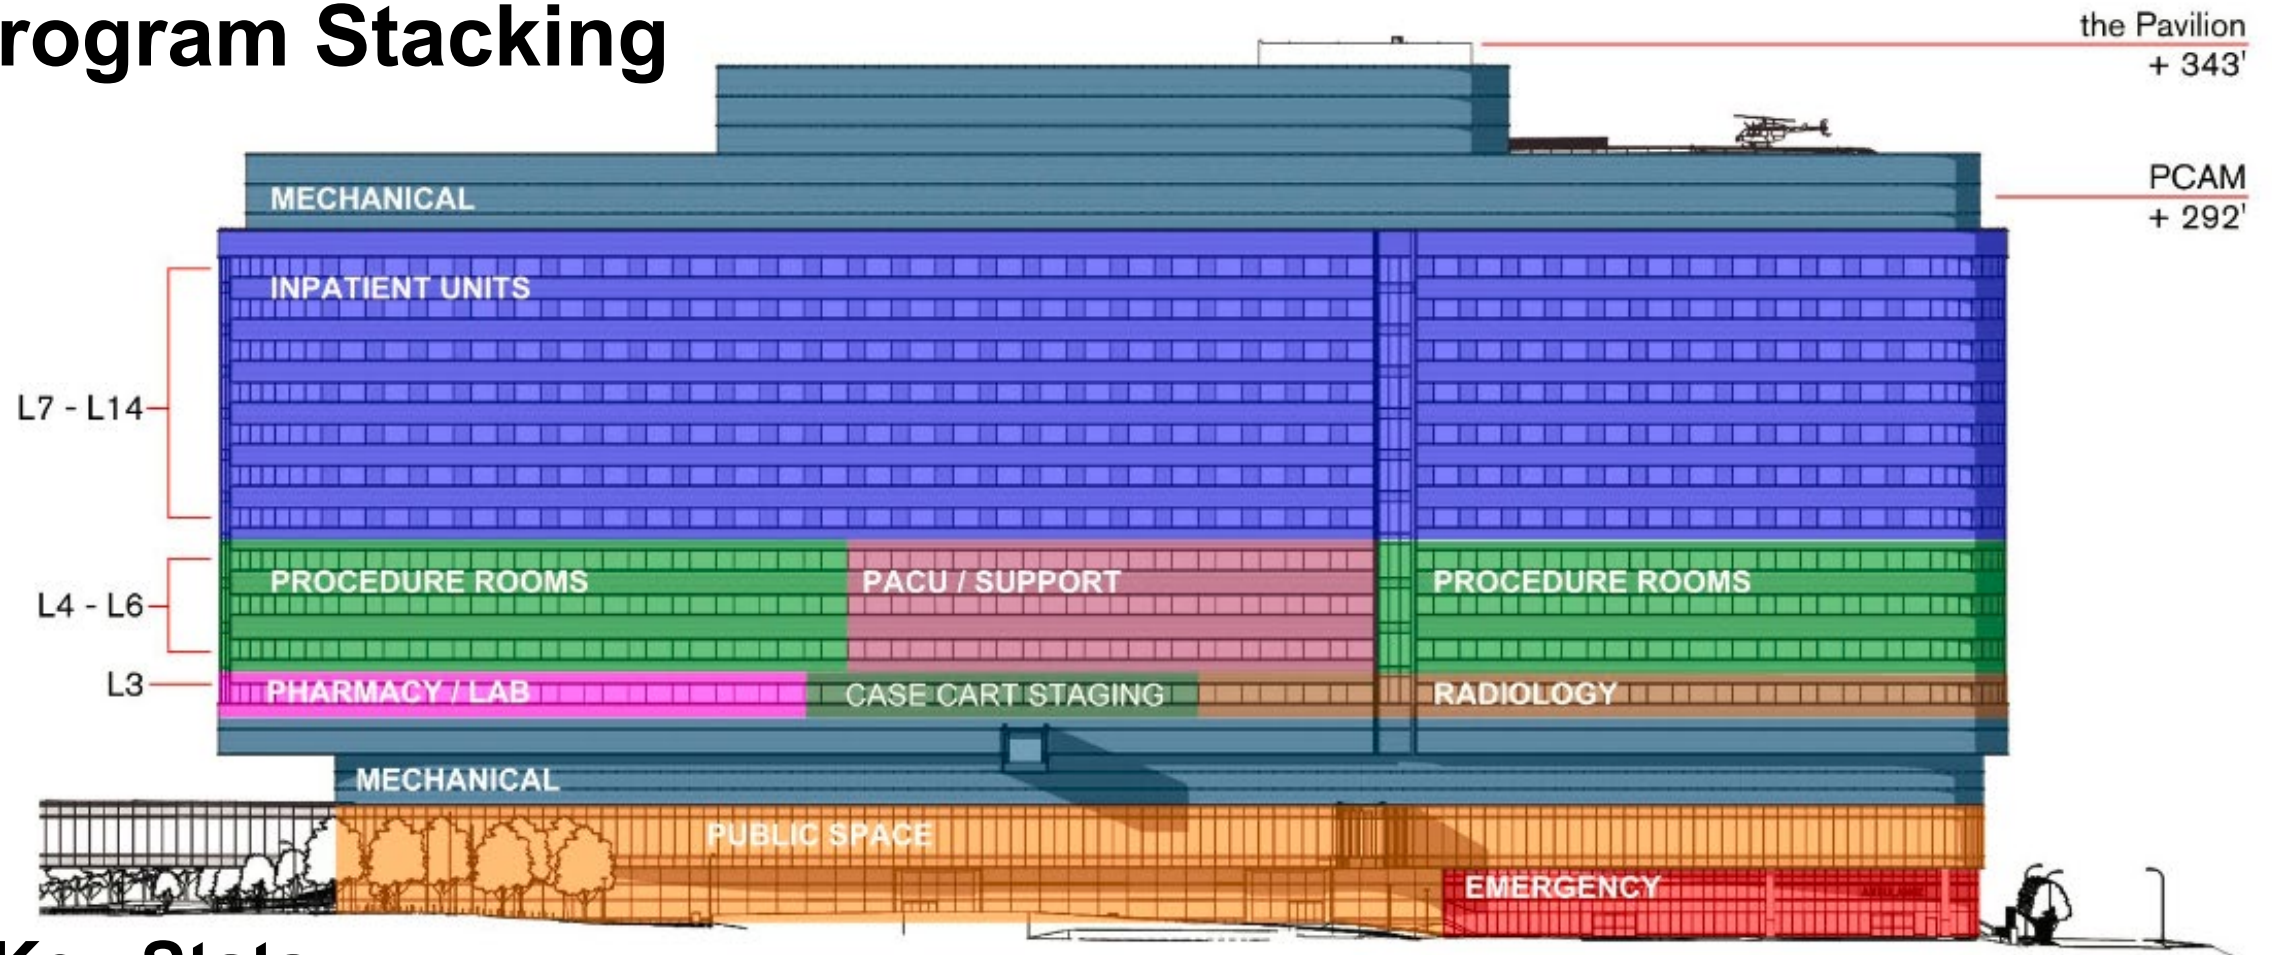 rogram Stacking
the Pavilion
+ 343'
PCAM
+ 292'
MECHANICAL
INPATIENT UNITS
L7 - L14
PROCEDURE ROOMS
PACU / SUPPORT
PROCEDURE ROOMS
L4 - L6
L3
PHARMACY / LAB
CASE CART STAGING
RADIOLOGY
MECHANICAL
PUBLIC SPACE
EMERGENCY